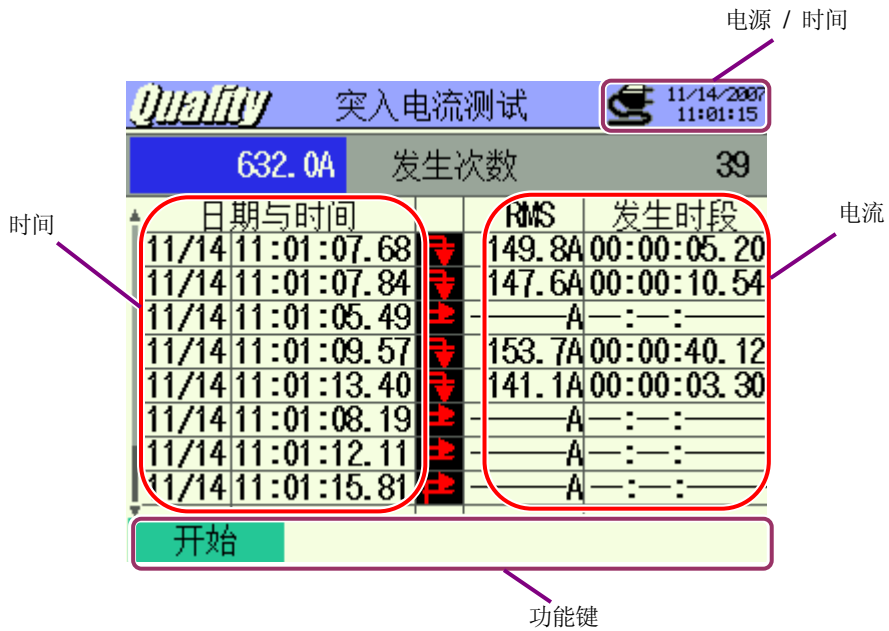 电源 / 时间
Quality 突入电流测试 11/14/2007
11:01:15
632.0A 发生次数 39
时间
电流
日期与时间 RMS 发生时段
11/14 11:01:07.68 149.8A 00:00:05.20
11/14 11:01:07.84 147.6A 00:00:10.54
11/14 11:01:05.49 ----A --:--:----
11/14 11:01:09.57 153.7A 00:00:40.12
11/14 11:01:13.40 141.1A 00:00:03.30
11/14 11:01:08.19 ----A --:--:----
11/14 11:01:12.11 ----A --:--:----
11/14 11:01:15.81 ----A --:--:----
开始
功能键